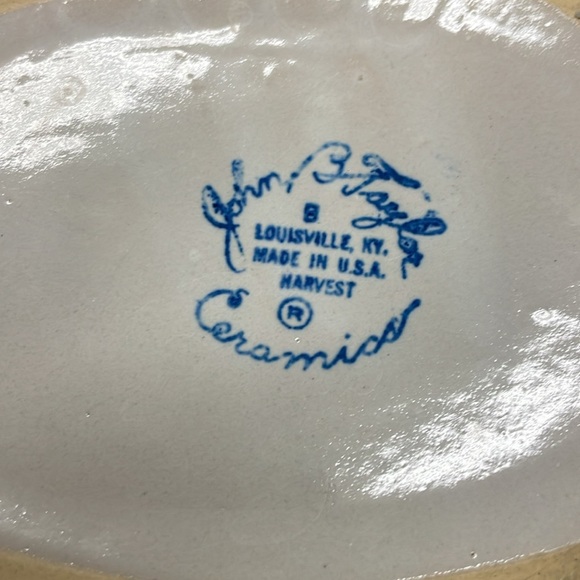 John B. Taylor
B
LOUISVILLE, KY.
MADE IN U.S.A.
HARVEST
®
Ceramics